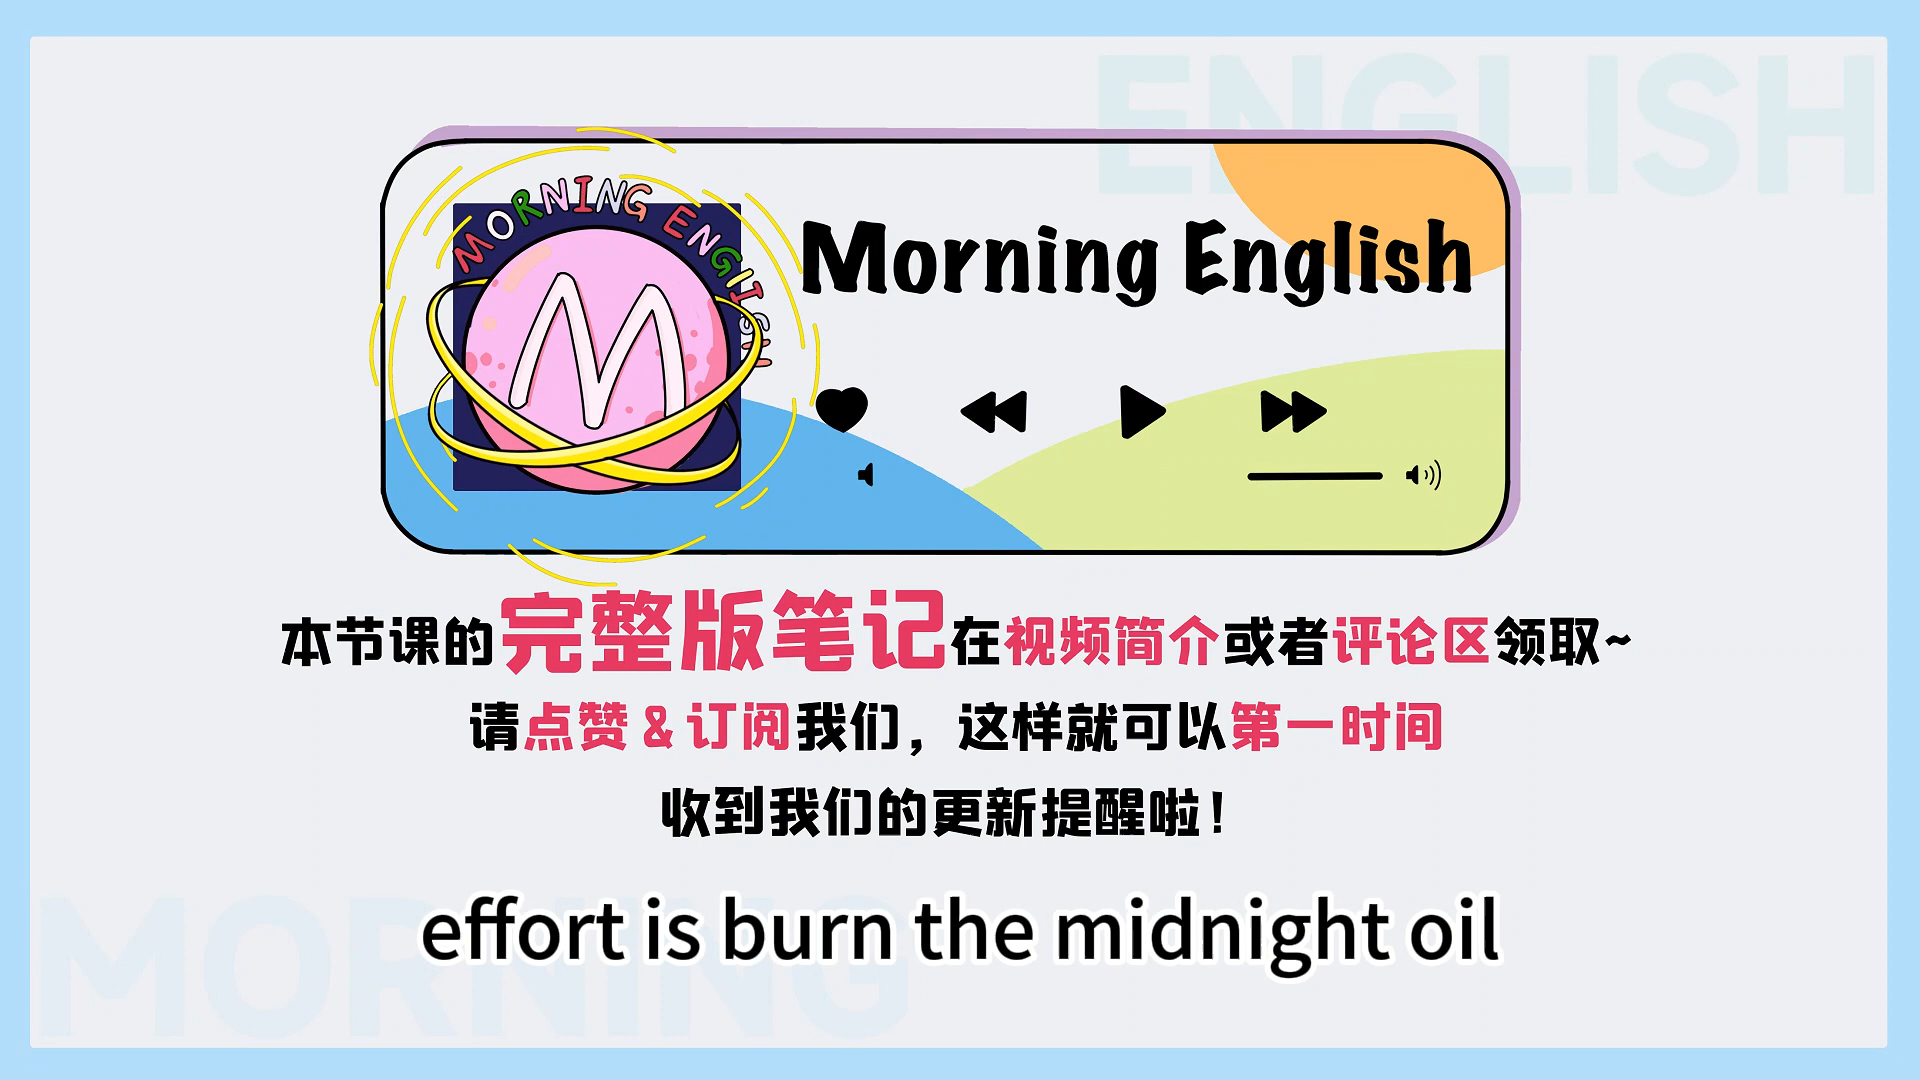 ENGLISH
MORNING ENGLISH
M
Morning English
本节课的完整版笔记在视频简介或者评论区领取~
请点赞&订阅我们，这样就可以第一时间
收到我们的更新提醒啦！
effort is burn the midnight oil
MORNING